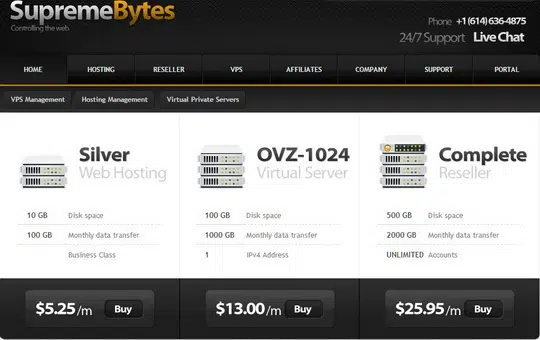 SupremeBytes
Controlling the web.
Phone +1 (614) 636-4875
24/7 Support Live Chat
HOME HOSTING RESELLER VPS AFFILIATES COMPANY SUPPORT PORTAL
VPS Management Hosting Management Virtual Private Servers
Silver
Web Hosting
10 GB Disk space
100 GB Monthly data transfer
Business Class
$5.25/m Buy
OVZ-1024
Virtual Server
100 GB Disk space
1000 GB Monthly data transfer
1 IPv4 Address
$13.00/m Buy
Complete
Reseller
500 GB Disk space
2000 GB Monthly data transfer
UNLIMITED Accounts
$25.95/m Buy